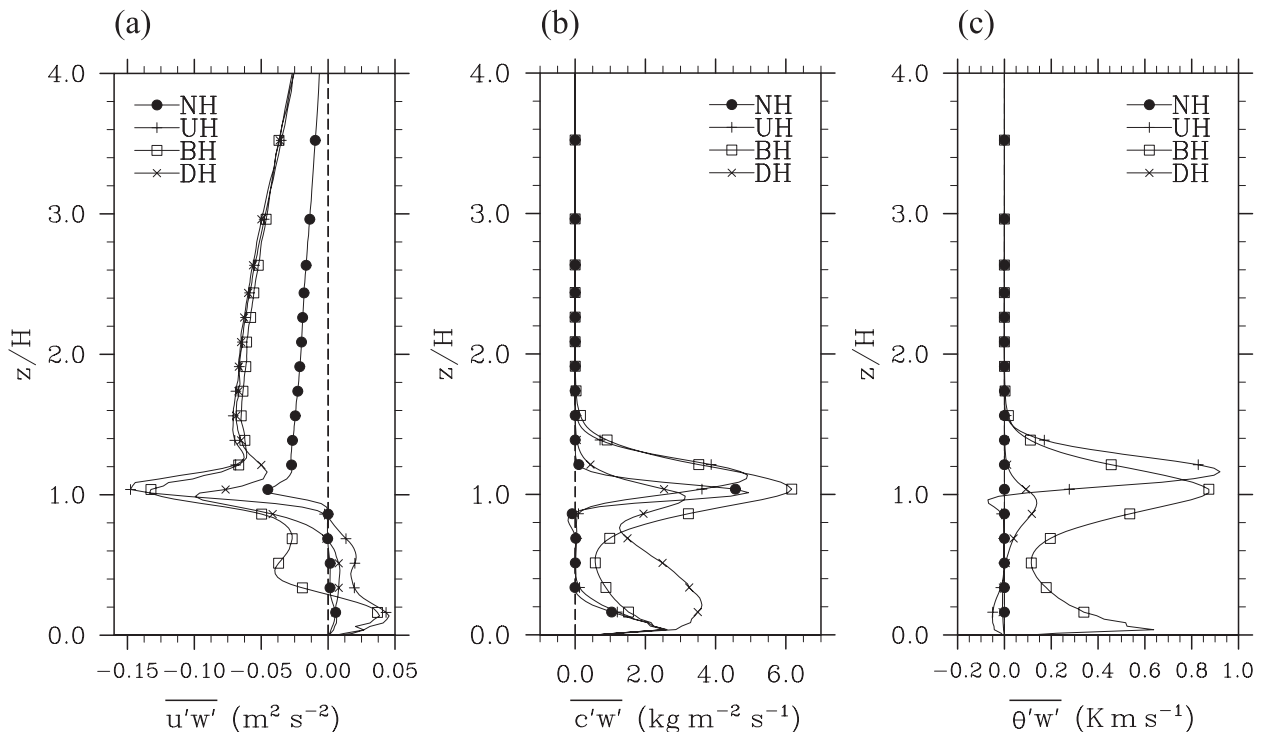 (a)
(b)
(c)
4.0
3.0
2.0
1.0
0.0
z/H
NH
UH
BH
DH
−0.15 −0.10 −0.05 0.00 0.05
u'w' (m² s⁻²)
4.0
3.0
2.0
1.0
0.0
z/H
NH
UH
BH
DH
0.0 2.0 4.0 6.0
c'w' (kg m⁻² s⁻¹)
4.0
3.0
2.0
1.0
0.0
z/H
NH
UH
BH
DH
−0.2 0.0 0.2 0.4 0.6 0.8 1.0
θ'w' (K m s⁻¹)